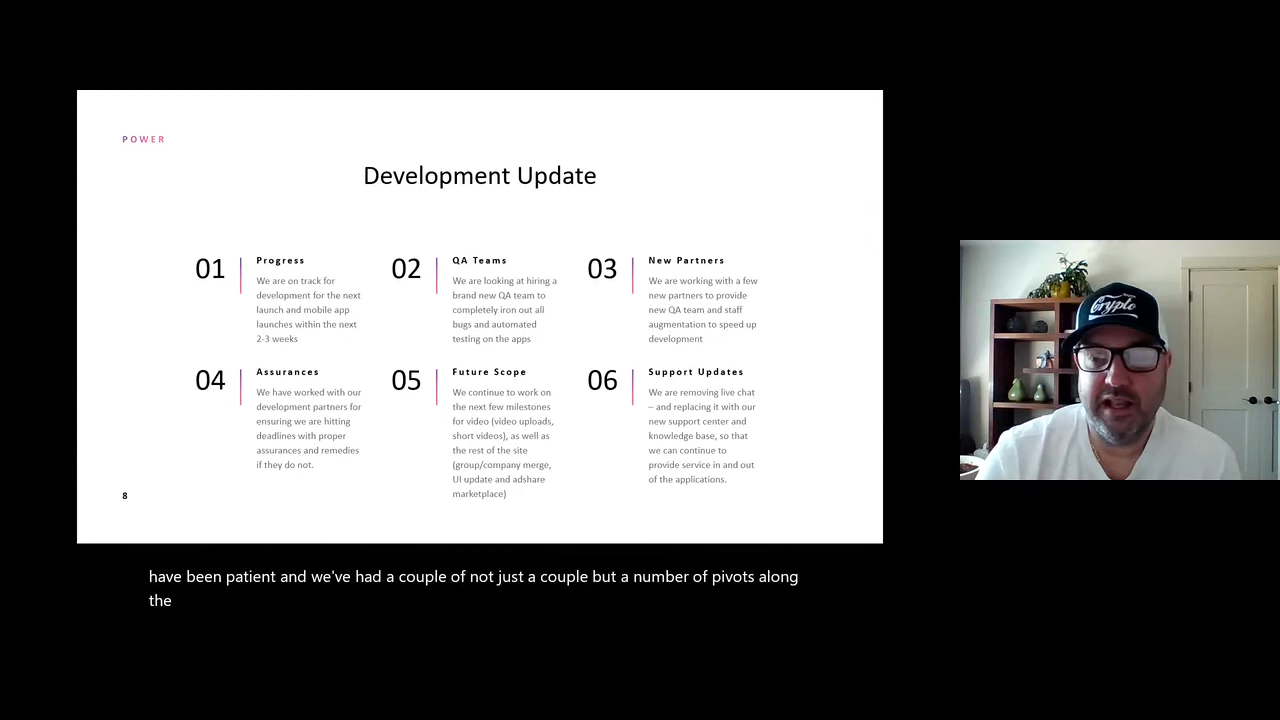 POWER
Development Update
01
Progress
We are on track for
development for the next
launch and mobile app
launches within the next
2-3 weeks
02
QA Teams
We are looking at hiring a
brand new QA team to
completely iron out all
bugs and automated
testing on the apps
03
New Partners
We are working with a few
new partners to provide
new QA team and staff
augmentation to speed up
development
04
Assurances
We have worked with our
development partners for
ensuring we are hitting
deadlines with proper
assurances and remedies
if they do not.
05
Future Scope
We continue to work on
the next few milestones
for video (video uploads,
short videos), as well as
the rest of the site
(group/company merge,
UI update and adshare
marketplace)
06
Support Updates
We are removing live chat
– and replacing it with our
new support center and
knowledge base, so that
we can continue to
provide service in and out
of the applications.
8
Crypto
have been patient and we've had a couple of not just a couple but a number of pivots along
the